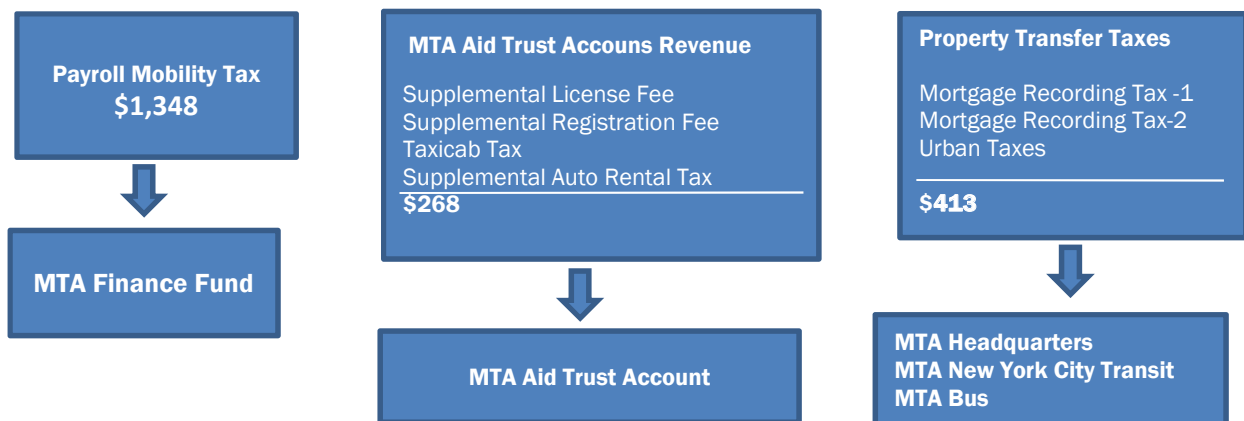 Payroll Mobility Tax
$1,348
MTA Finance Fund
MTA Aid Trust Accouns Revenue
Supplemental License Fee
Supplemental Registration Fee
Taxicab Tax
Supplemental Auto Rental Tax
$268
MTA Aid Trust Account
Property Transfer Taxes
Mortgage Recording Tax -1
Mortgage Recording Tax-2
Urban Taxes
$413
MTA Headquarters
MTA New York City Transit
MTA Bus